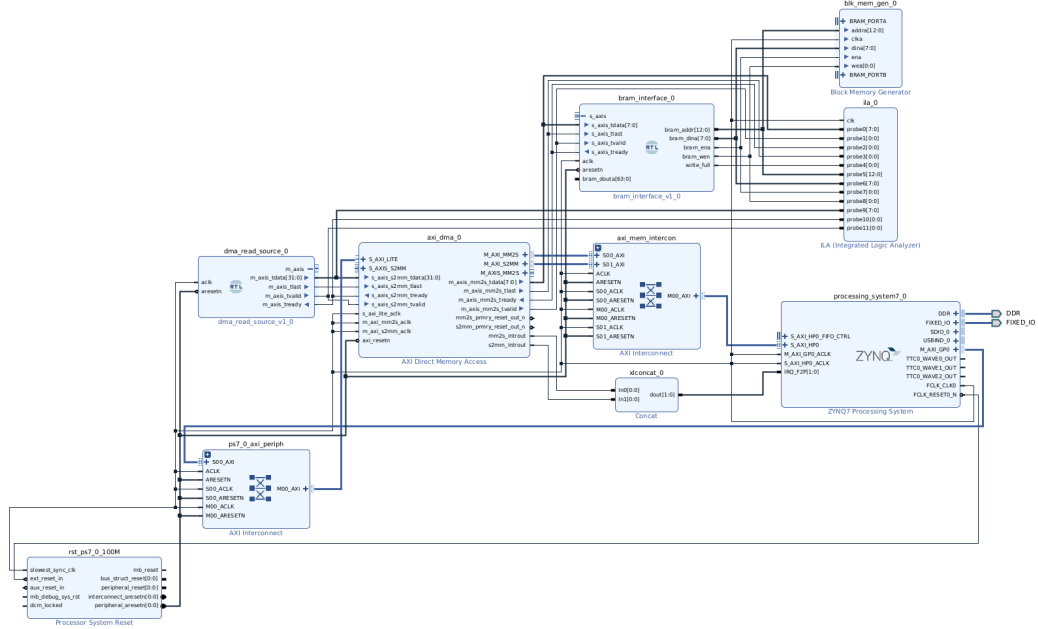 blk_mem_gen_0
BRAM_PORTA
addra[12:0]
clka
dina[7:0]
ena
wea[0:0]
BRAM_PORTB
Block Memory Generator
ila_0
clk
probe0[7:0]
probe1[0:0]
probe2[0:0]
probe3[0:0]
probe4[0:0]
probe5[12:0]
probe6[7:0]
probe7[0:0]
probe8[0:0]
probe9[7:0]
probe10[0:0]
probe11[0:0]
ILA (Integrated Logic Analyzer)
bram_interface_0
s_axis
s_axis_tdata[7:0]
s_axis_tlast
s_axis_tvalid
s_axis_tready
aclk
aresetn
bram_douta[63:0]
RTL
bram_addr[12:0]
bram_dina[7:0]
bram_ena
bram_wen
write_full
bram_interface_v1_0
dma_read_source_0
aclk
aresetn
RTL
m_axis
m_axis_tdata[31:0]
m_axis_tlast
m_axis_tvalid
m_axis_tready
dma_read_source_v1_0
axi_dma_0
S_AXI_LITE
S_AXIS_S2MM
s_axis_s2mm_tdata[31:0]
s_axis_s2mm_tlast
s_axis_s2mm_tready
s_axis_s2mm_tvalid
s_axi_lite_aclk
m_axi_mm2s_aclk
m_axi_s2mm_aclk
axi_resetn
M_AXI_MM2S
M_AXI_S2MM
M_AXIS_MM2S
m_axis_mm2s_tdata[7:0]
m_axis_mm2s_tlast
m_axis_mm2s_tready
m_axis_mm2s_tvalid
mm2s_prmry_reset_out_n
s2mm_prmry_reset_out_n
mm2s_introut
s2mm_introut
AXI Direct Memory Access
axi_mem_intercon
S00_AXI
S01_AXI
ACLK
ARESETN
S00_ACLK
S00_ARESETN
M00_ACLK
M00_ARESETN
S01_ACLK
S01_ARESETN
M00_AXI
AXI Interconnect
xlconcat_0
In0[0:0]
In1[0:0]
dout[1:0]
Concat
processing_system7_0
S_AXI_HP0_FIFO_CTRL
S_AXI_HP0
M_AXI_GP0_ACLK
S_AXI_HP0_ACLK
IRQ_F2P[1:0]
ZYNQ
DDR
FIXED_IO
SDIO_0
USBIND_0
M_AXI_GP0
TTC0_WAVE0_OUT
TTC0_WAVE1_OUT
TTC0_WAVE2_OUT
FCLK_CLK0
FCLK_RESET0_N
ZYNQ7 Processing System
DDR
FIXED_IO
ps7_0_axi_periph
S00_AXI
ACLK
ARESETN
S00_ACLK
S00_ARESETN
M00_ACLK
M00_ARESETN
M00_AXI
AXI Interconnect
rst_ps7_0_100M
slowest_sync_clk
ext_reset_in
aux_reset_in
mb_debug_sys_rst
dcm_locked
mb_reset
bus_struct_reset[0:0]
peripheral_reset[0:0]
interconnect_aresetn[0:0]
peripheral_aresetn[0:0]
Processor System Reset